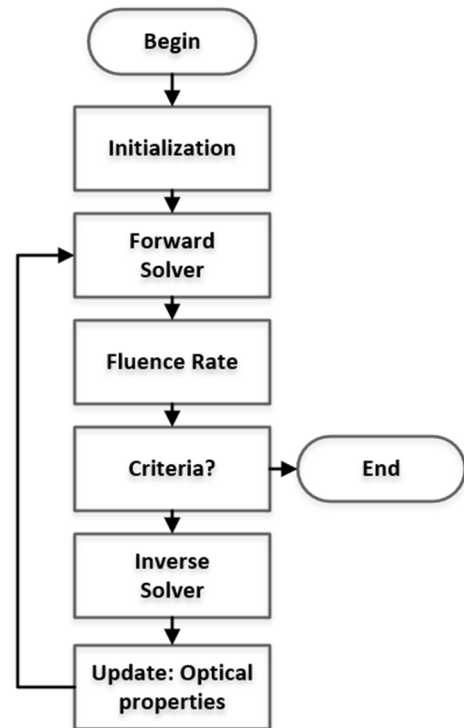 Begin
Initialization
Forward
Solver
Fluence Rate
Criteria?
End
Inverse
Solver
Update: Optical
properties